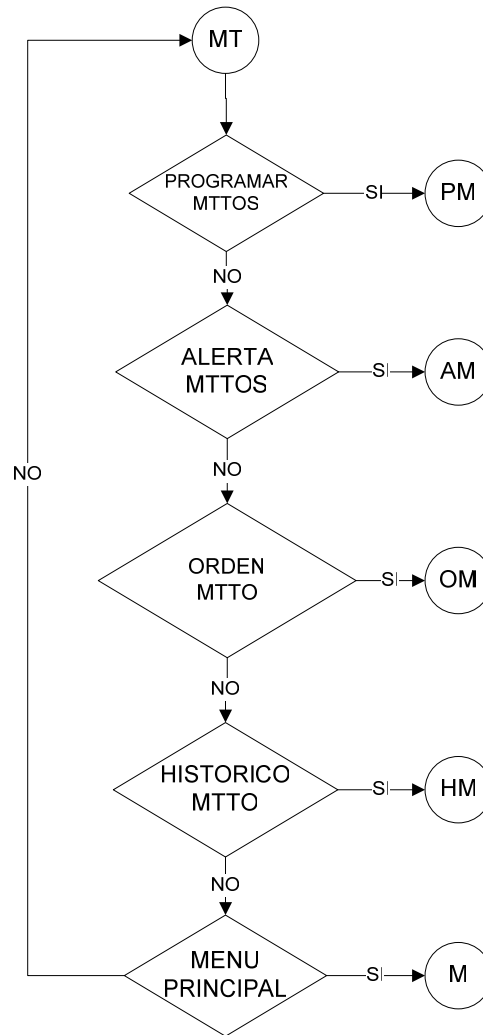 MT
PROGRAMAR
MTTOS
SI
PM
NO
ALERTA
MTTOS
SI
AM
NO
NO
ORDEN
MTTO
SI
OM
NO
HISTORICO
MTTO
SI
HM
NO
MENU
PRINCIPAL
SI
M